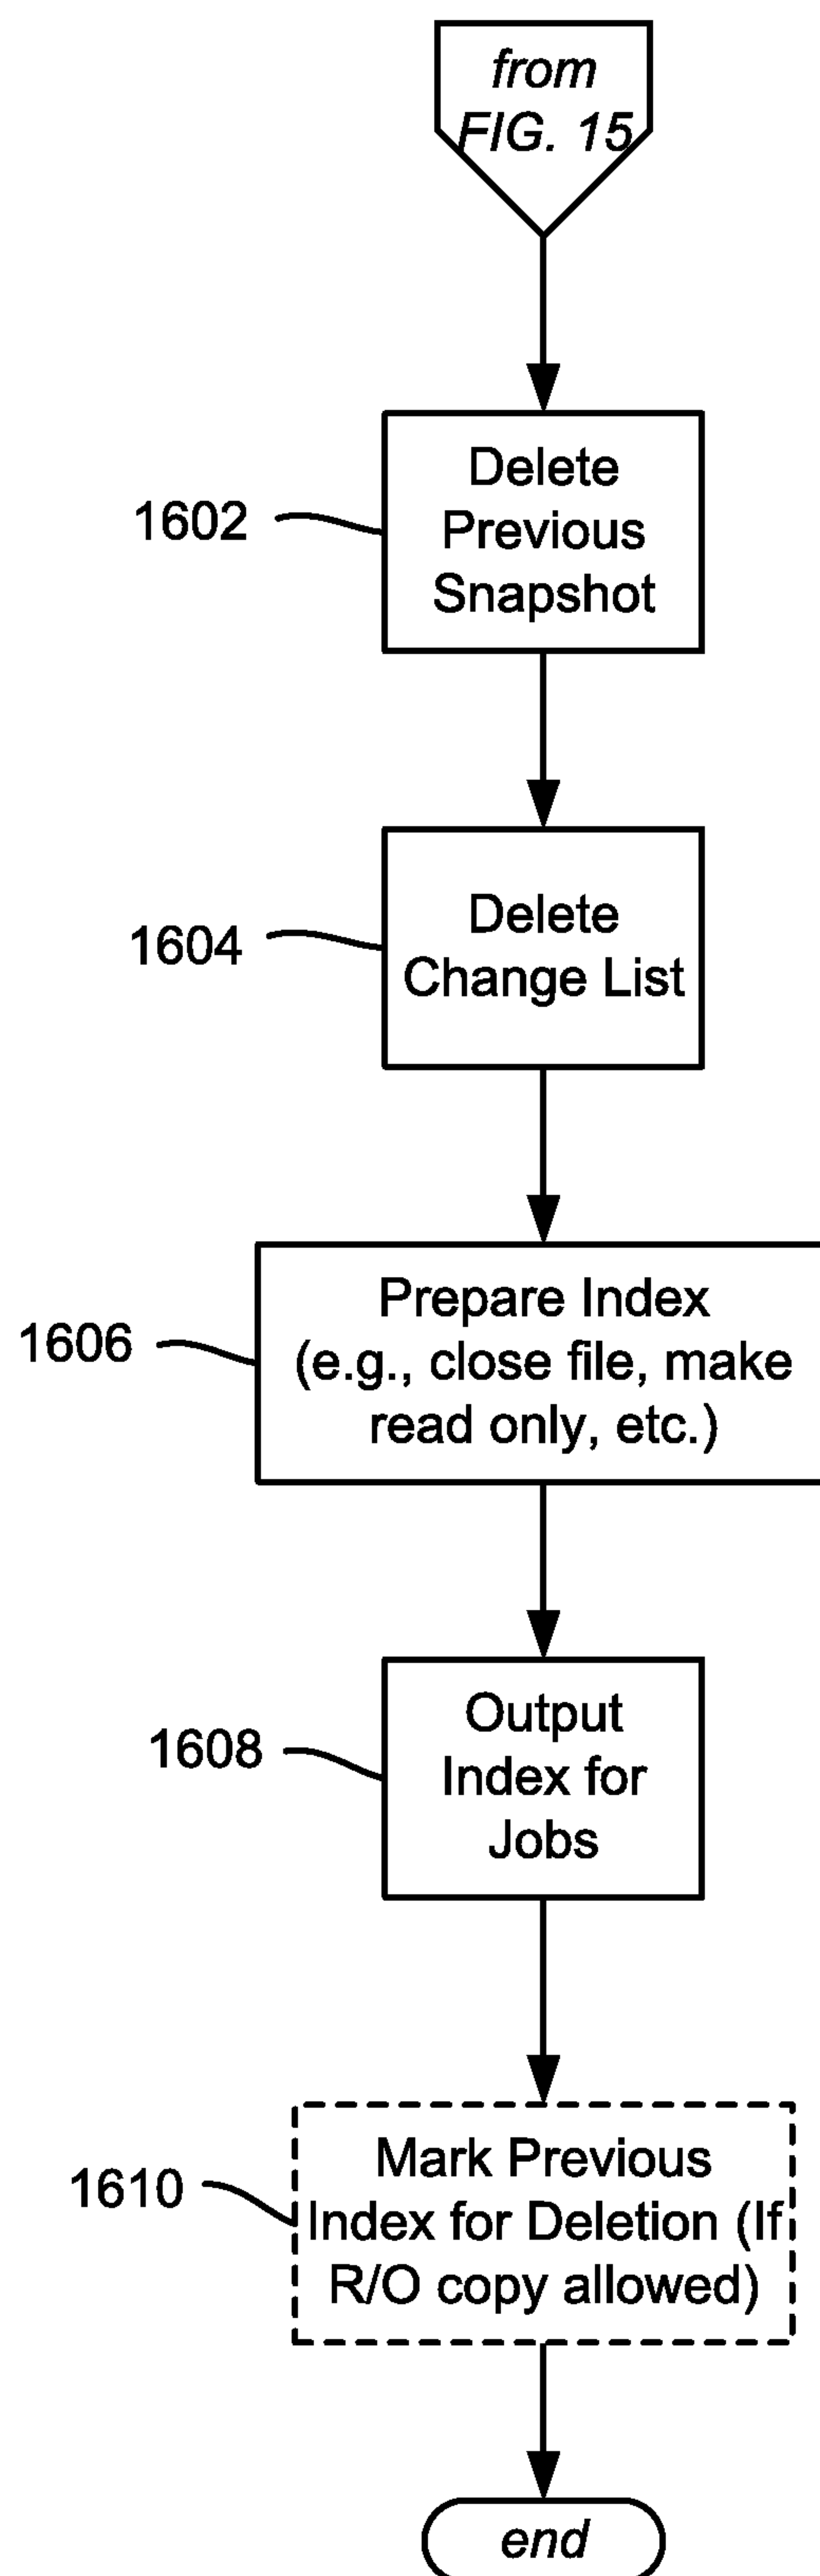 from
FIG. 15
1602
Delete
Previous
Snapshot
1604
Delete
Change List
1606
Prepare Index
(e.g., close file, make
read only, etc.)
1608
Output
Index for
Jobs
1610
Mark Previous
Index for Deletion (If
R/O copy allowed)
end